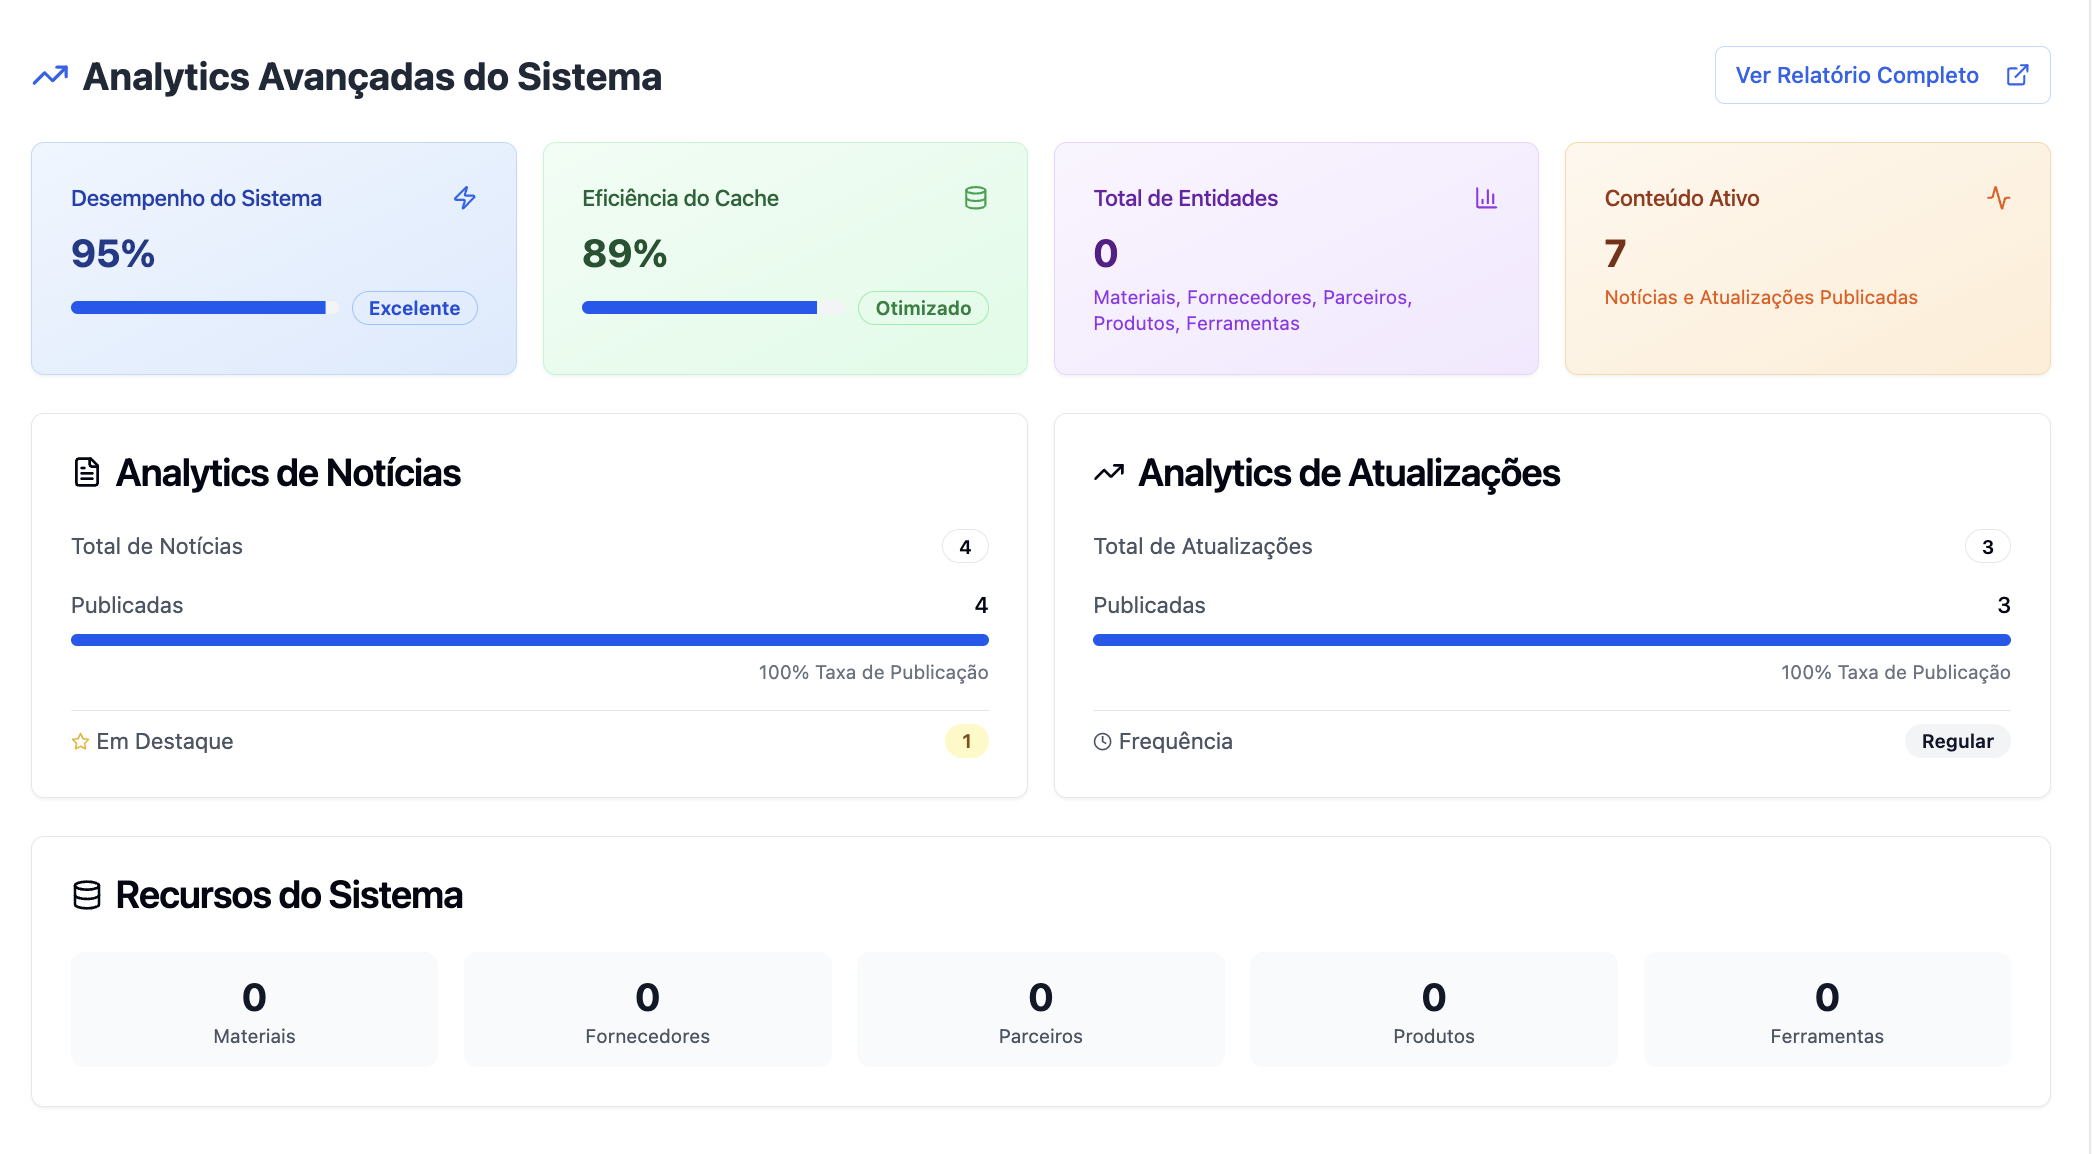 Analytics Avançadas do Sistema
Ver Relatório Completo
Desempenho do Sistema
95%
Excelente
Eficiência do Cache
89%
Otimizado
Total de Entidades
0
Materiais, Fornecedores, Parceiros,
Produtos, Ferramentas
Conteúdo Ativo
7
Notícias e Atualizações Publicadas
Analytics de Notícias
Total de Notícias 4
Publicadas 4
100% Taxa de Publicação
Em Destaque 1
Analytics de Atualizações
Total de Atualizações 3
Publicadas 3
100% Taxa de Publicação
Frequência Regular
Recursos do Sistema
0
Materiais
0
Fornecedores
0
Parceiros
0
Produtos
0
Ferramentas